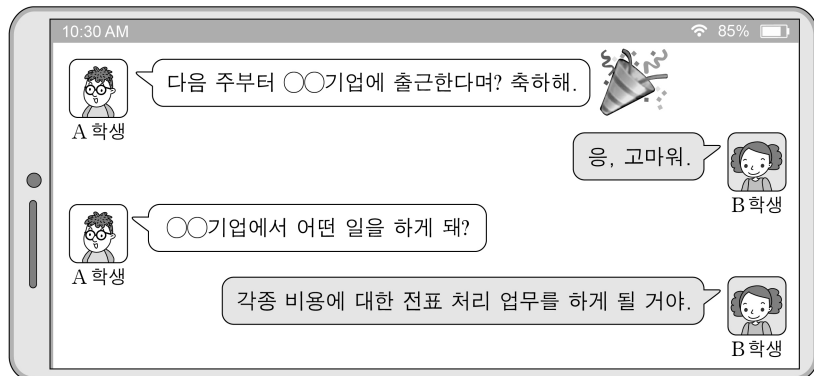 10:30 AM 85%
다음 주부터 ○○기업에 출근한다며? 축하해.
A 학생
응, 고마워.
B 학생
○○기업에서 어떤 일을 하게 돼?
A 학생
각종 비용에 대한 전표 처리 업무를 하게 될 거야.
B 학생